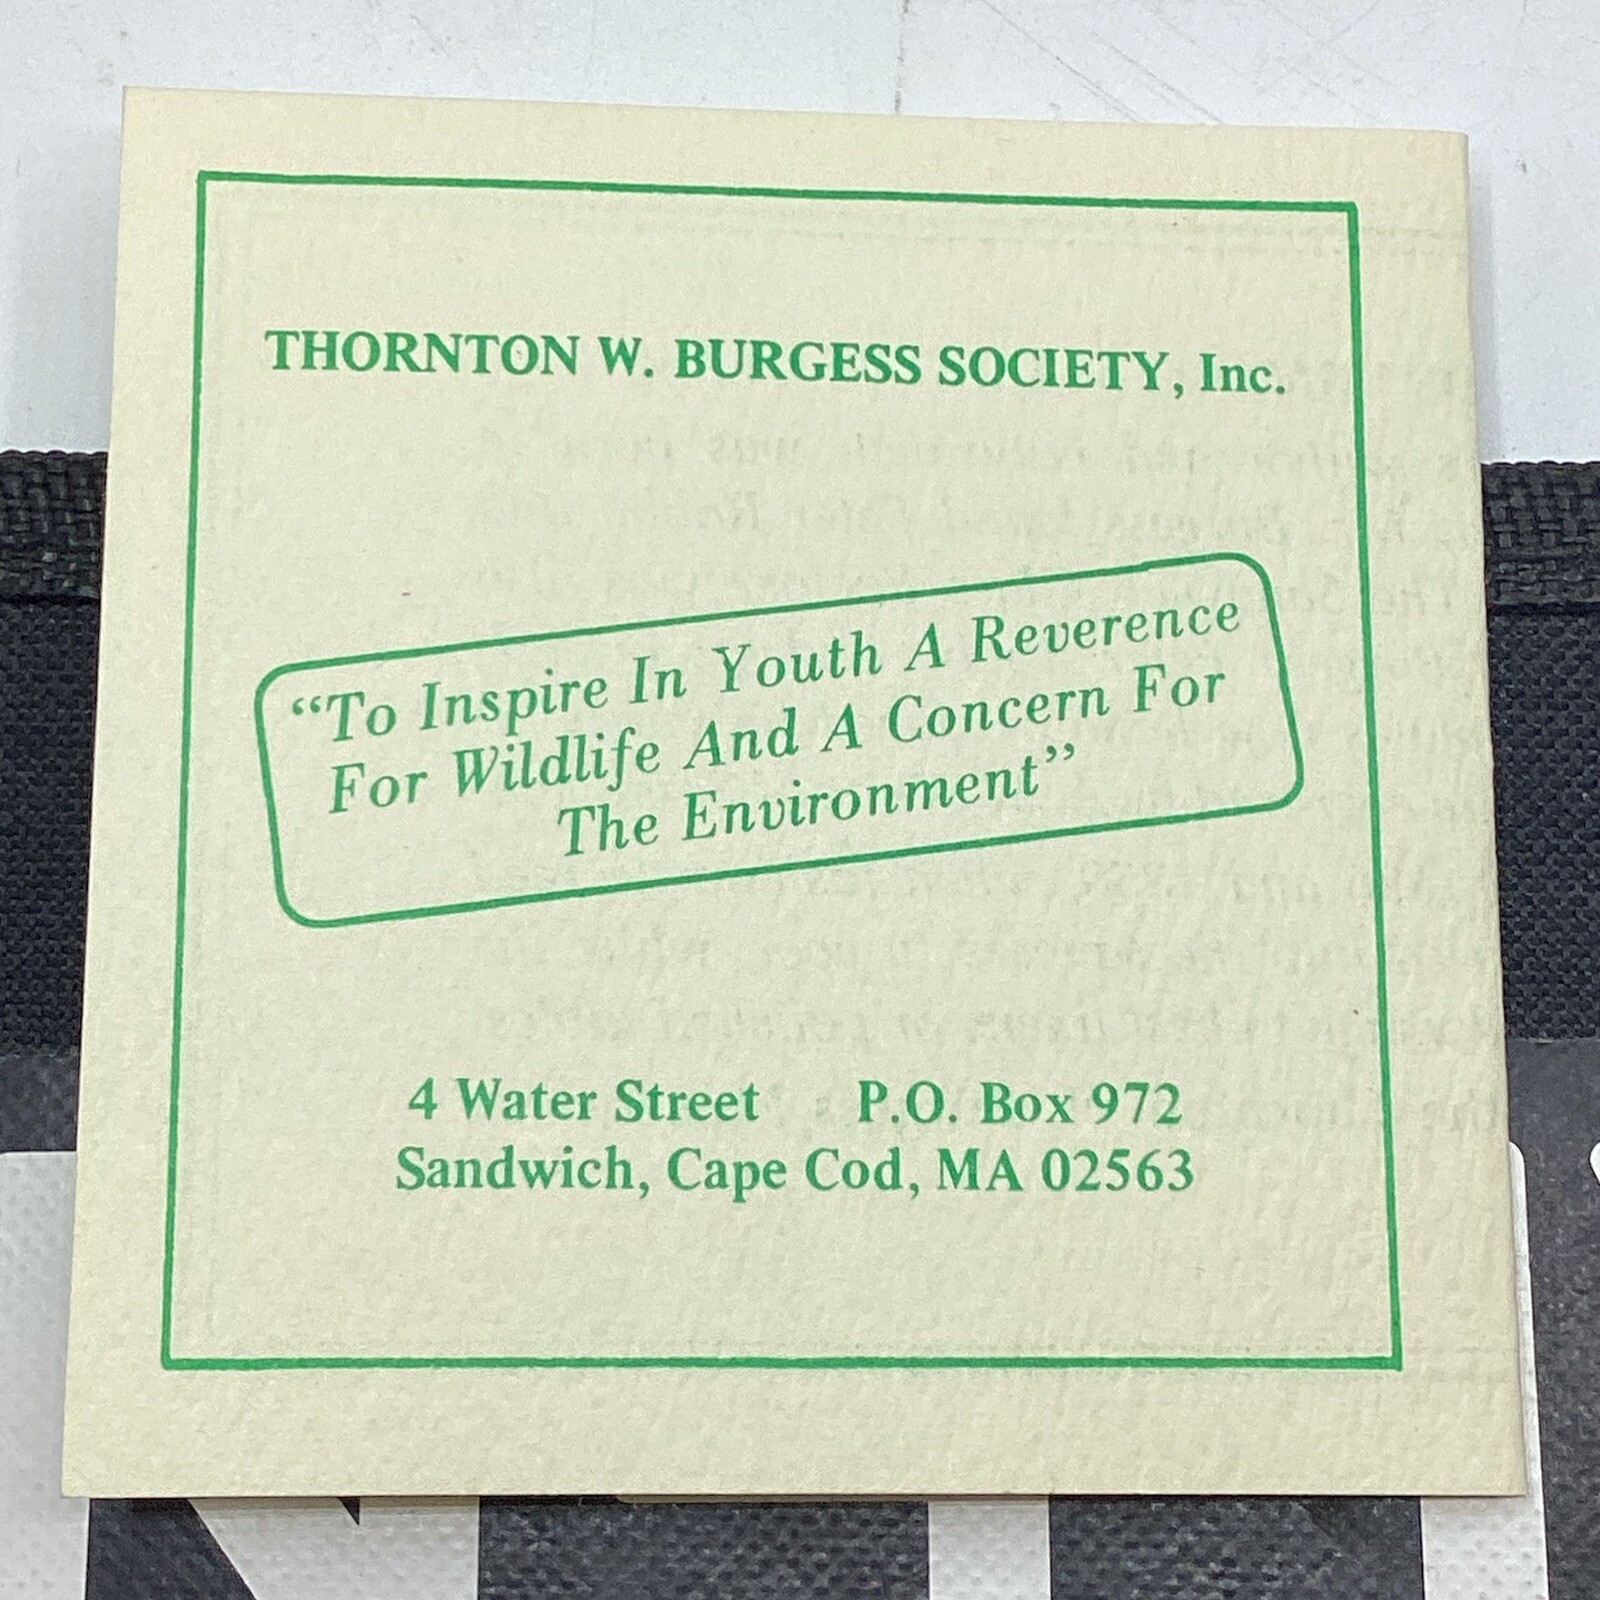 THORNTON W. BURGESS SOCIETY, Inc.
“To Inspire In Youth A Reverence
For Wildlife And A Concern For
The Environment”
4 Water Street P.O. Box 972
Sandwich, Cape Cod, MA 02563